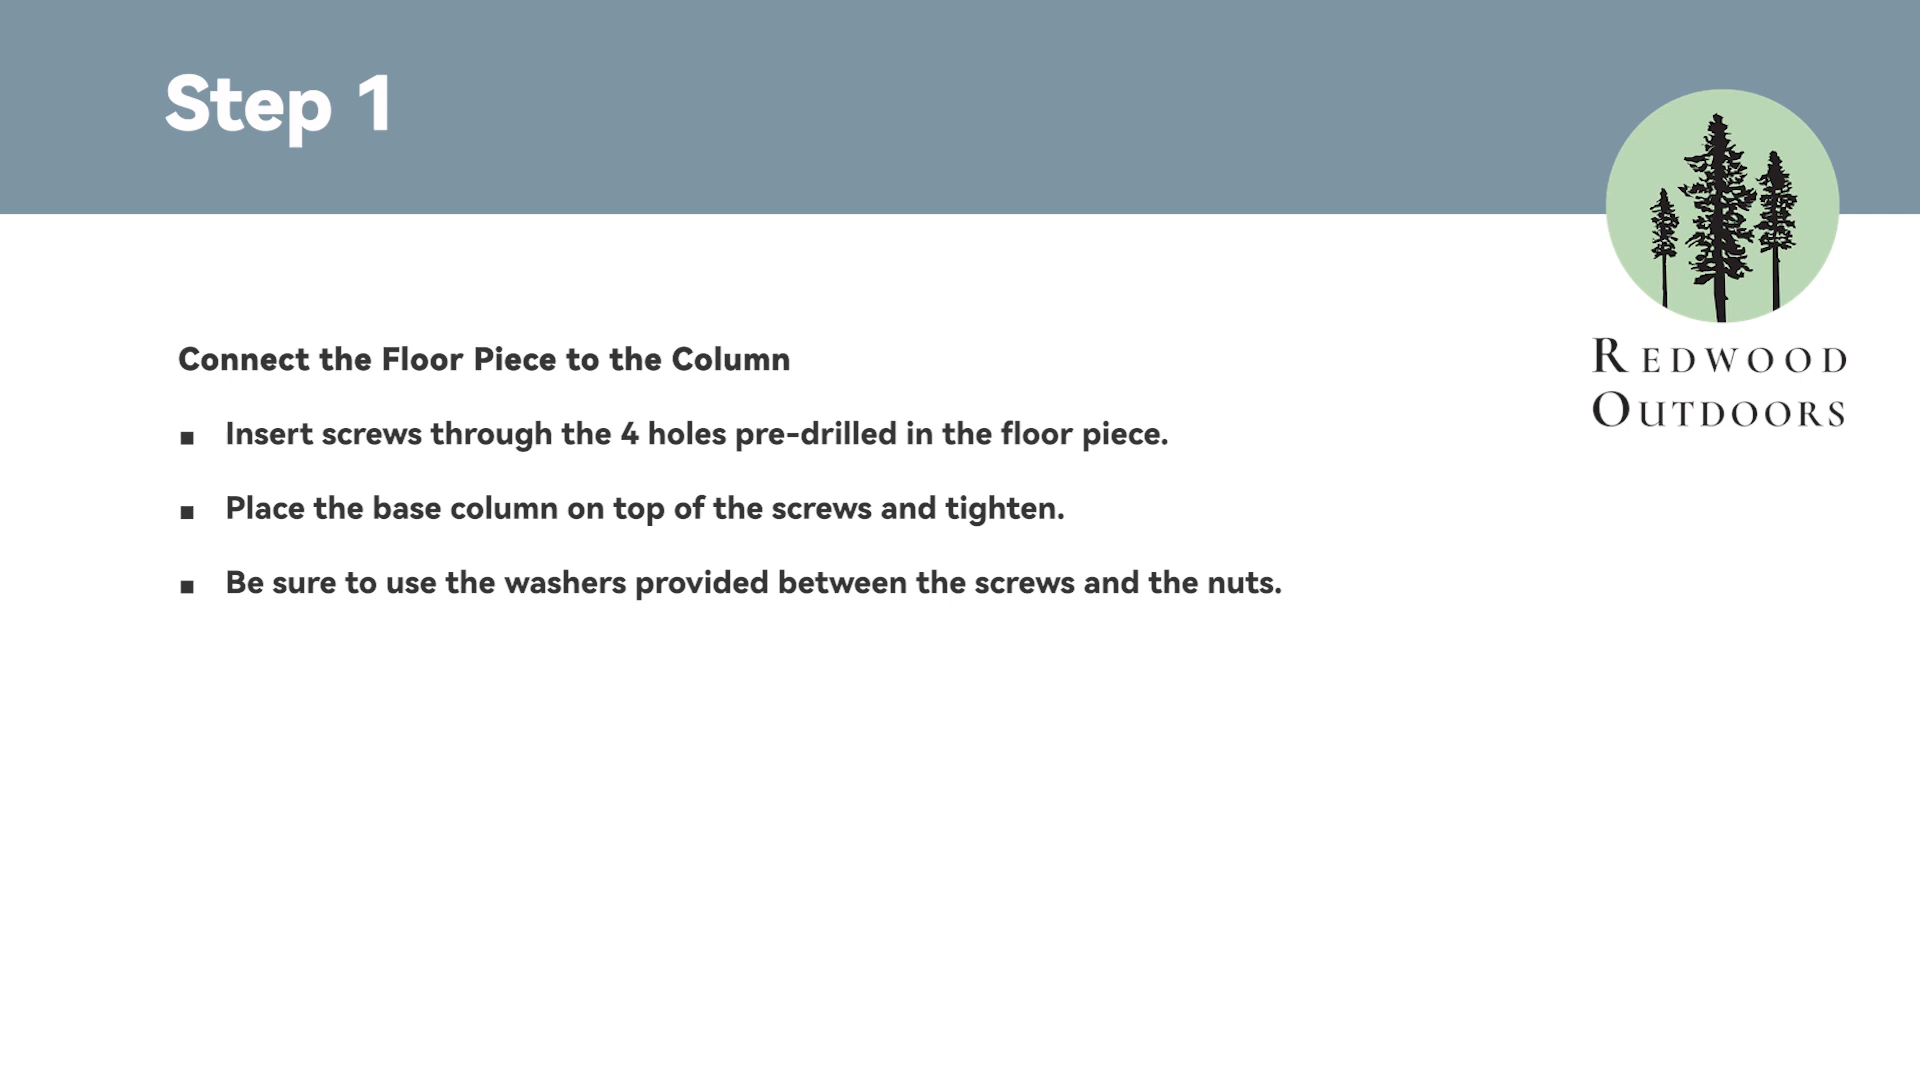 Step 1
REDWOOD
OUTDOORS
Connect the Floor Piece to the Column
▪ Insert screws through the 4 holes pre-drilled in the floor piece.
▪ Place the base column on top of the screws and tighten.
▪ Be sure to use the washers provided between the screws and the nuts.